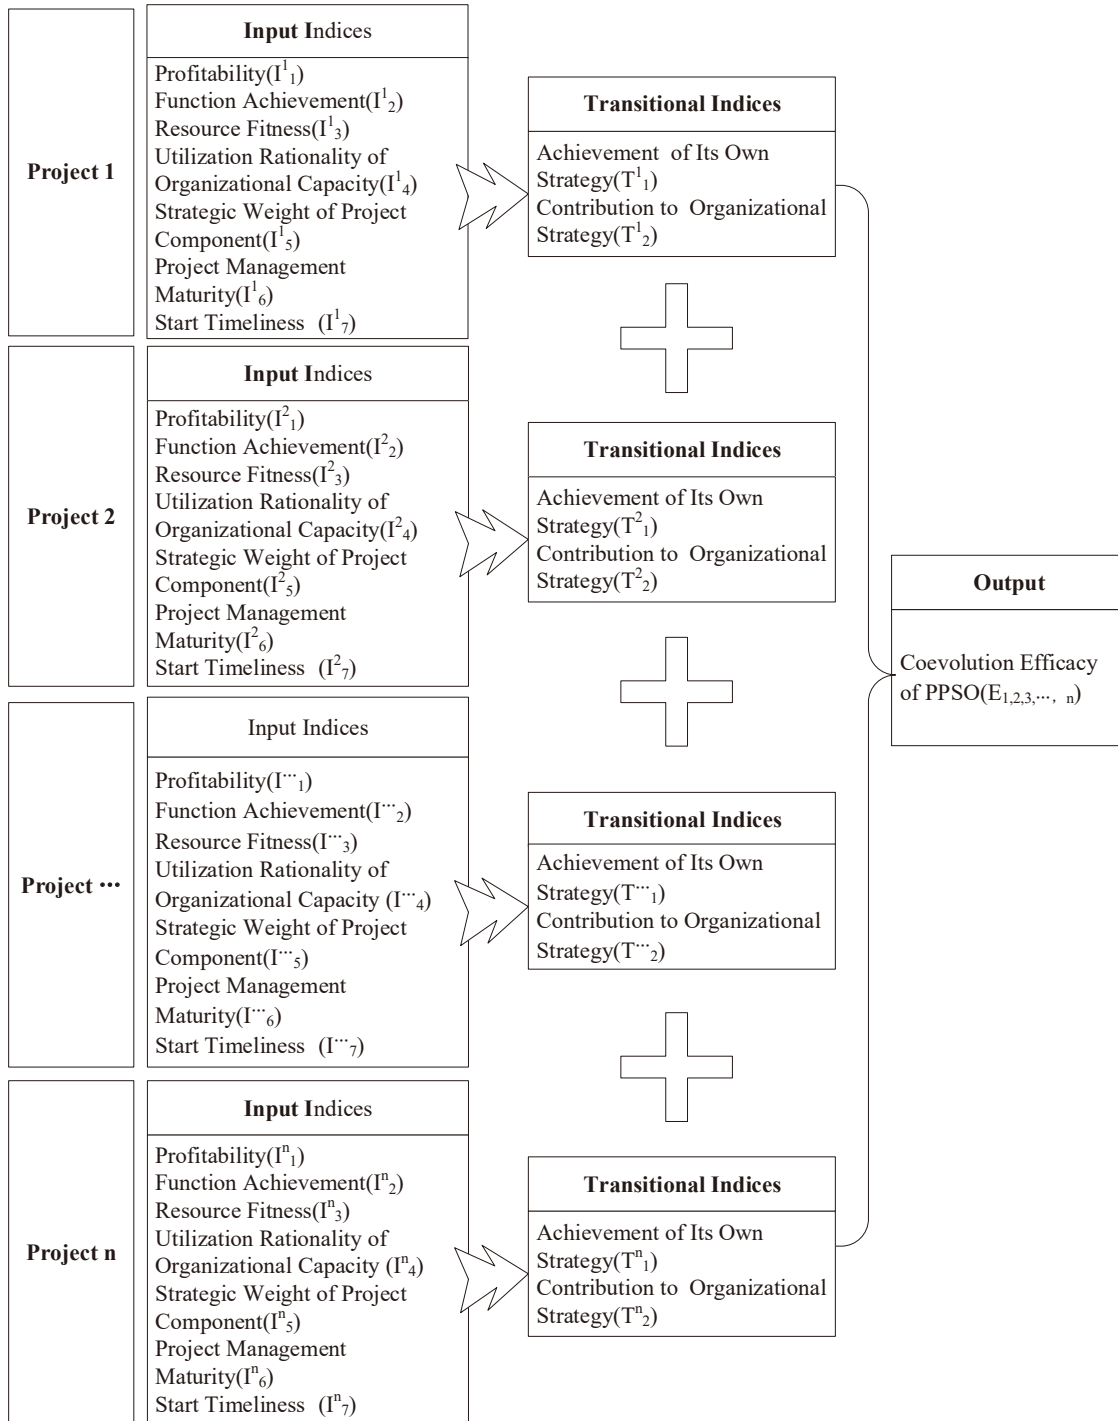 Project 1
Input Indices
Profitability(I¹₁)
Function Achievement(I¹₂)
Resource Fitness(I¹₃)
Utilization Rationality of
Organizational Capacity(I¹₄)
Strategic Weight of Project
Component(I¹₅)
Project Management
Maturity(I¹₆)
Start Timeliness (I¹₇)
Transitional Indices
Achievement of Its Own
Strategy(T¹₁)
Contribution to Organizational
Strategy(T¹₂)
Project 2
Input Indices
Profitability(I²₁)
Function Achievement(I²₂)
Resource Fitness(I²₃)
Utilization Rationality of
Organizational Capacity(I²₄)
Strategic Weight of Project
Component(I²₅)
Project Management
Maturity(I²₆)
Start Timeliness (I²₇)
Transitional Indices
Achievement of Its Own
Strategy(T²₁)
Contribution to Organizational
Strategy(T²₂)
Project ···
Input Indices
Profitability(I˙˙˙₁)
Function Achievement(I˙˙˙₂)
Resource Fitness(I˙˙˙₃)
Utilization Rationality of
Organizational Capacity (I˙˙˙₄)
Strategic Weight of Project
Component(I˙˙˙₅)
Project Management
Maturity(I˙˙˙₆)
Start Timeliness (I˙˙˙₇)
Transitional Indices
Achievement of Its Own
Strategy(T˙˙˙₁)
Contribution to Organizational
Strategy(T˙˙˙₂)
Project n
Input Indices
Profitability(Iⁿ₁)
Function Achievement(Iⁿ₂)
Resource Fitness(Iⁿ₃)
Utilization Rationality of
Organizational Capacity (Iⁿ₄)
Strategic Weight of Project
Component(Iⁿ₅)
Project Management
Maturity(Iⁿ₆)
Start Timeliness (Iⁿ₇)
Transitional Indices
Achievement of Its Own
Strategy(Tⁿ₁)
Contribution to Organizational
Strategy(Tⁿ₂)
Output
Coevolution Efficacy
of PPSO(E₁,₂,₃,···, ₙ)